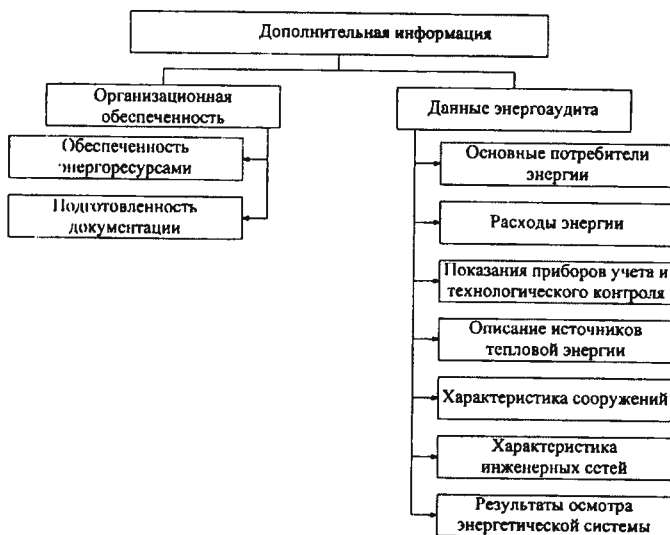 Дополнительная информация
Организационная
обеспеченность
Обеспеченность
энергоресурсами
Подготовленность
документации
Данные энергоаудита
Основные потребители
энергии
Расходы энергии
Показания приборов учета и
технологического контроля
Описание источников
тепловой энергии
Характеристика сооружений
Характеристика
инженерных сетей
Результаты осмотра
энергетической системы